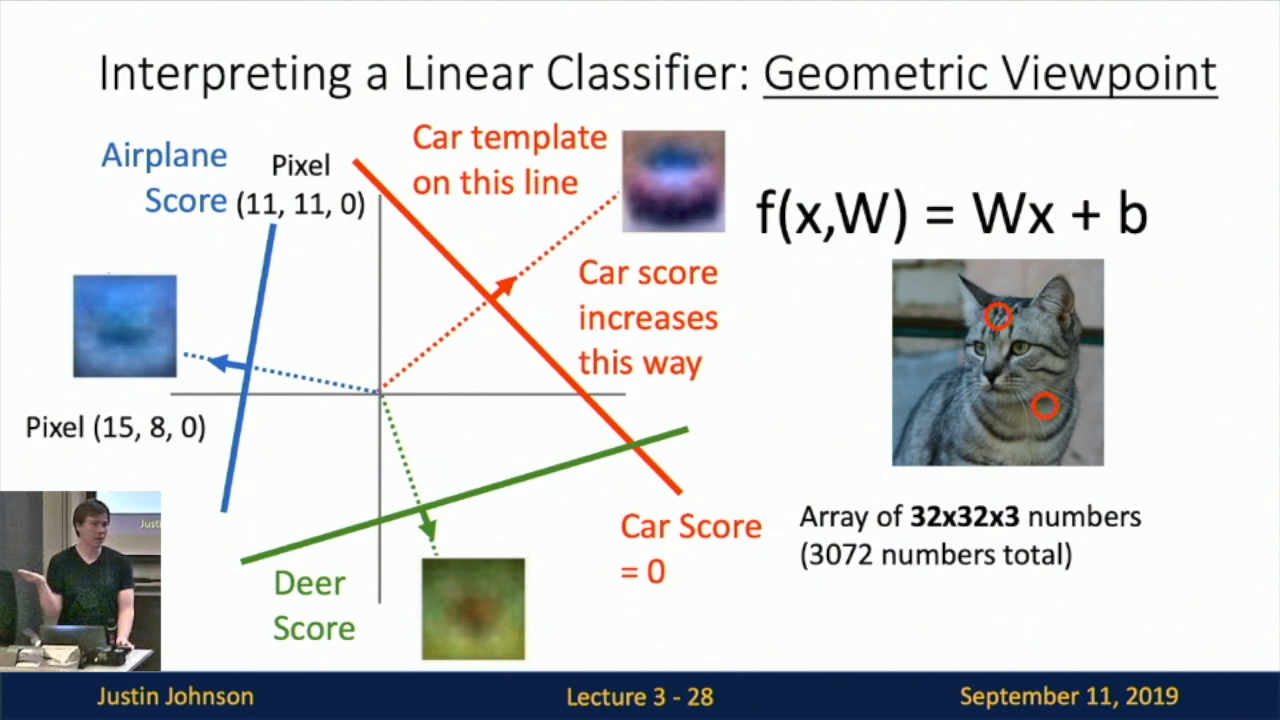 Interpreting a Linear Classifier: Geometric Viewpoint
Airplane
Score
Pixel
(11, 11, 0)
Car template
on this line
f(x,W) = Wx + b
Car score
increases
this way
Pixel (15, 8, 0)
Car Score
= 0
Array of 32x32x3 numbers
(3072 numbers total)
Deer
Score
Justi
Justin Johnson
Lecture 3 - 28
September 11, 2019